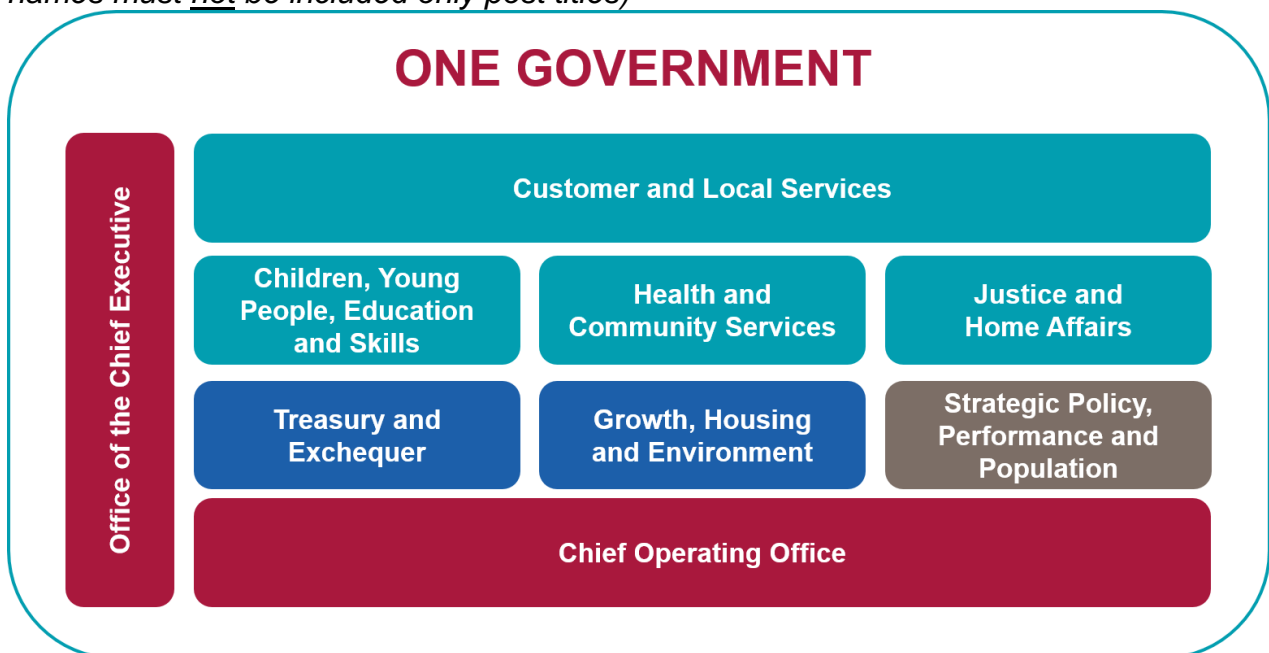 names must not be included only post titles)
ONE GOVERNMENT
Office of the Chief Executive
Customer and Local Services
Children, Young
People, Education
and Skills
Health and
Community Services
Justice and
Home Affairs
Treasury and
Exchequer
Growth, Housing
and Environment
Strategic Policy,
Performance and
Population
Chief Operating Office